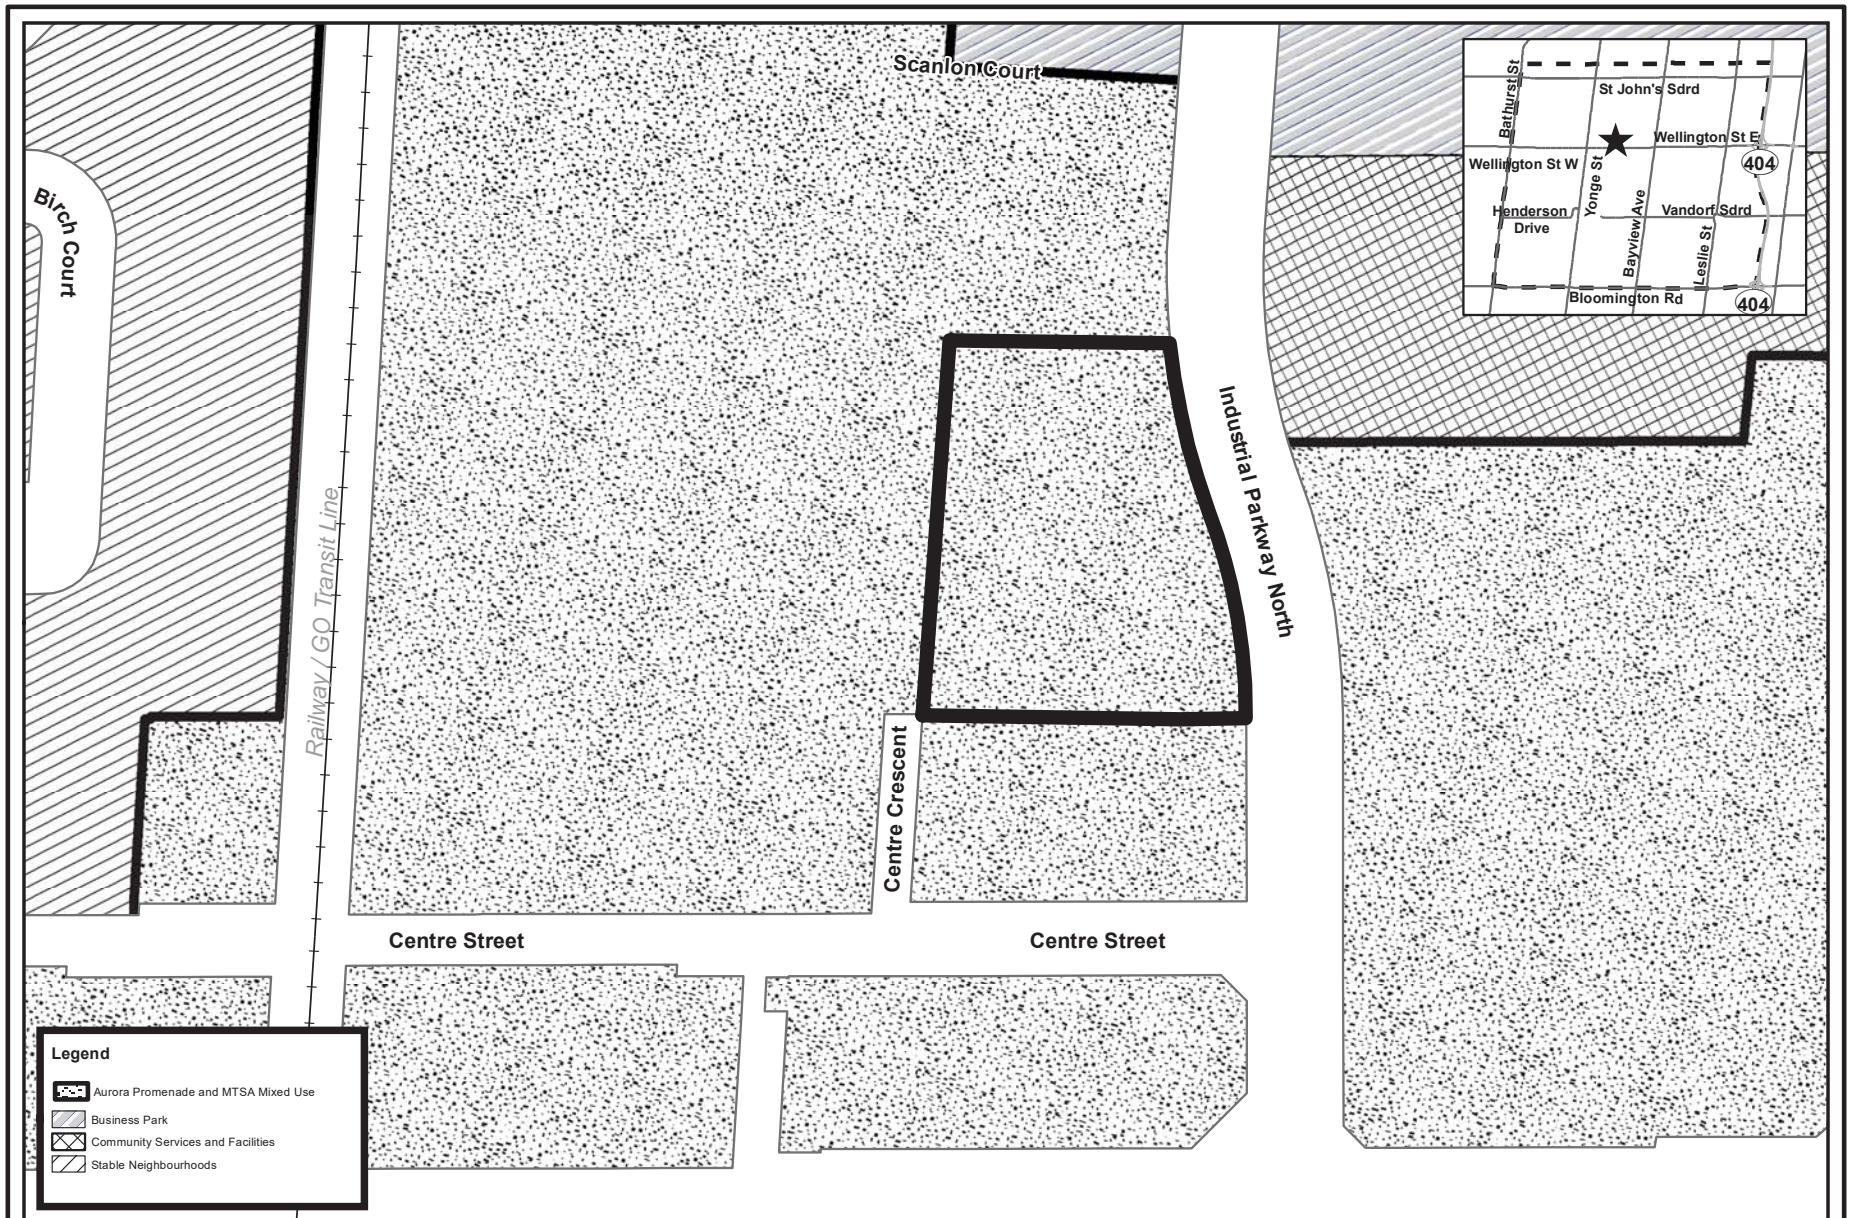 Scanlon Court
Birch Court
Bathurst St
St John's Sdrd
Wellington St E
Wellington St W
404
Yonge St
Henderson
Drive
Vandorf Sdrd
Bayview Ave
Leslie St
Bloomington Rd
404
Industrial Parkway North
Railway / GO Transit Line
Centre Crescent
Centre Street
Centre Street
Legend
Aurora Promenade and MTSA Mixed Use
Business Park
Community Services and Facilities
Stable Neighbourhoods